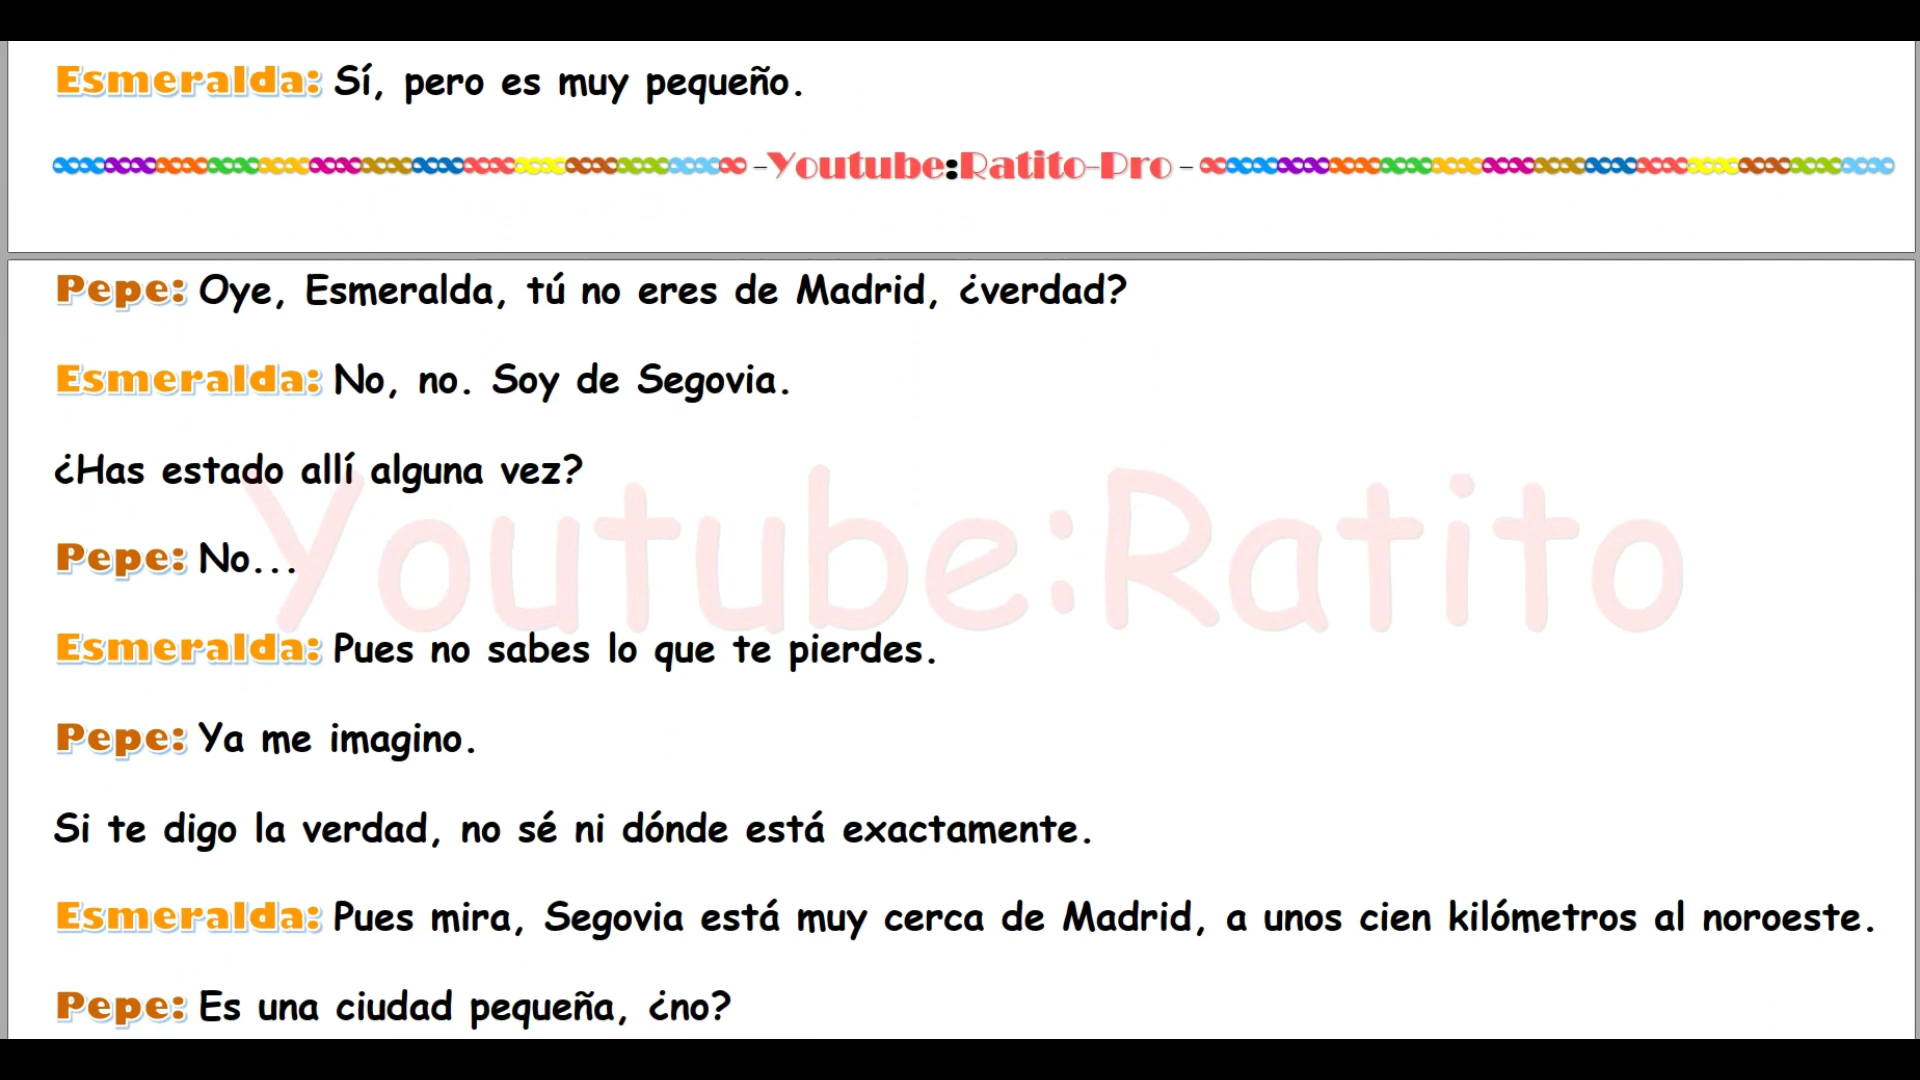 Esmeralda: Sí, pero es muy pequeño.
-Youtube:Ratito-Pro -
Pepe: Oye, Esmeralda, tú no eres de Madrid, ¿verdad?
Esmeralda: No, no. Soy de Segovia.
¿Has estado allí alguna vez?
Youtube:Ratito
Pepe: No...
Esmeralda: Pues no sabes lo que te pierdes.
Pepe: Ya me imagino.
Si te digo la verdad, no sé ni dónde está exactamente.
Esmeralda: Pues mira, Segovia está muy cerca de Madrid, a unos cien kilómetros al noroeste.
Pepe: Es una ciudad pequeña, ¿no?